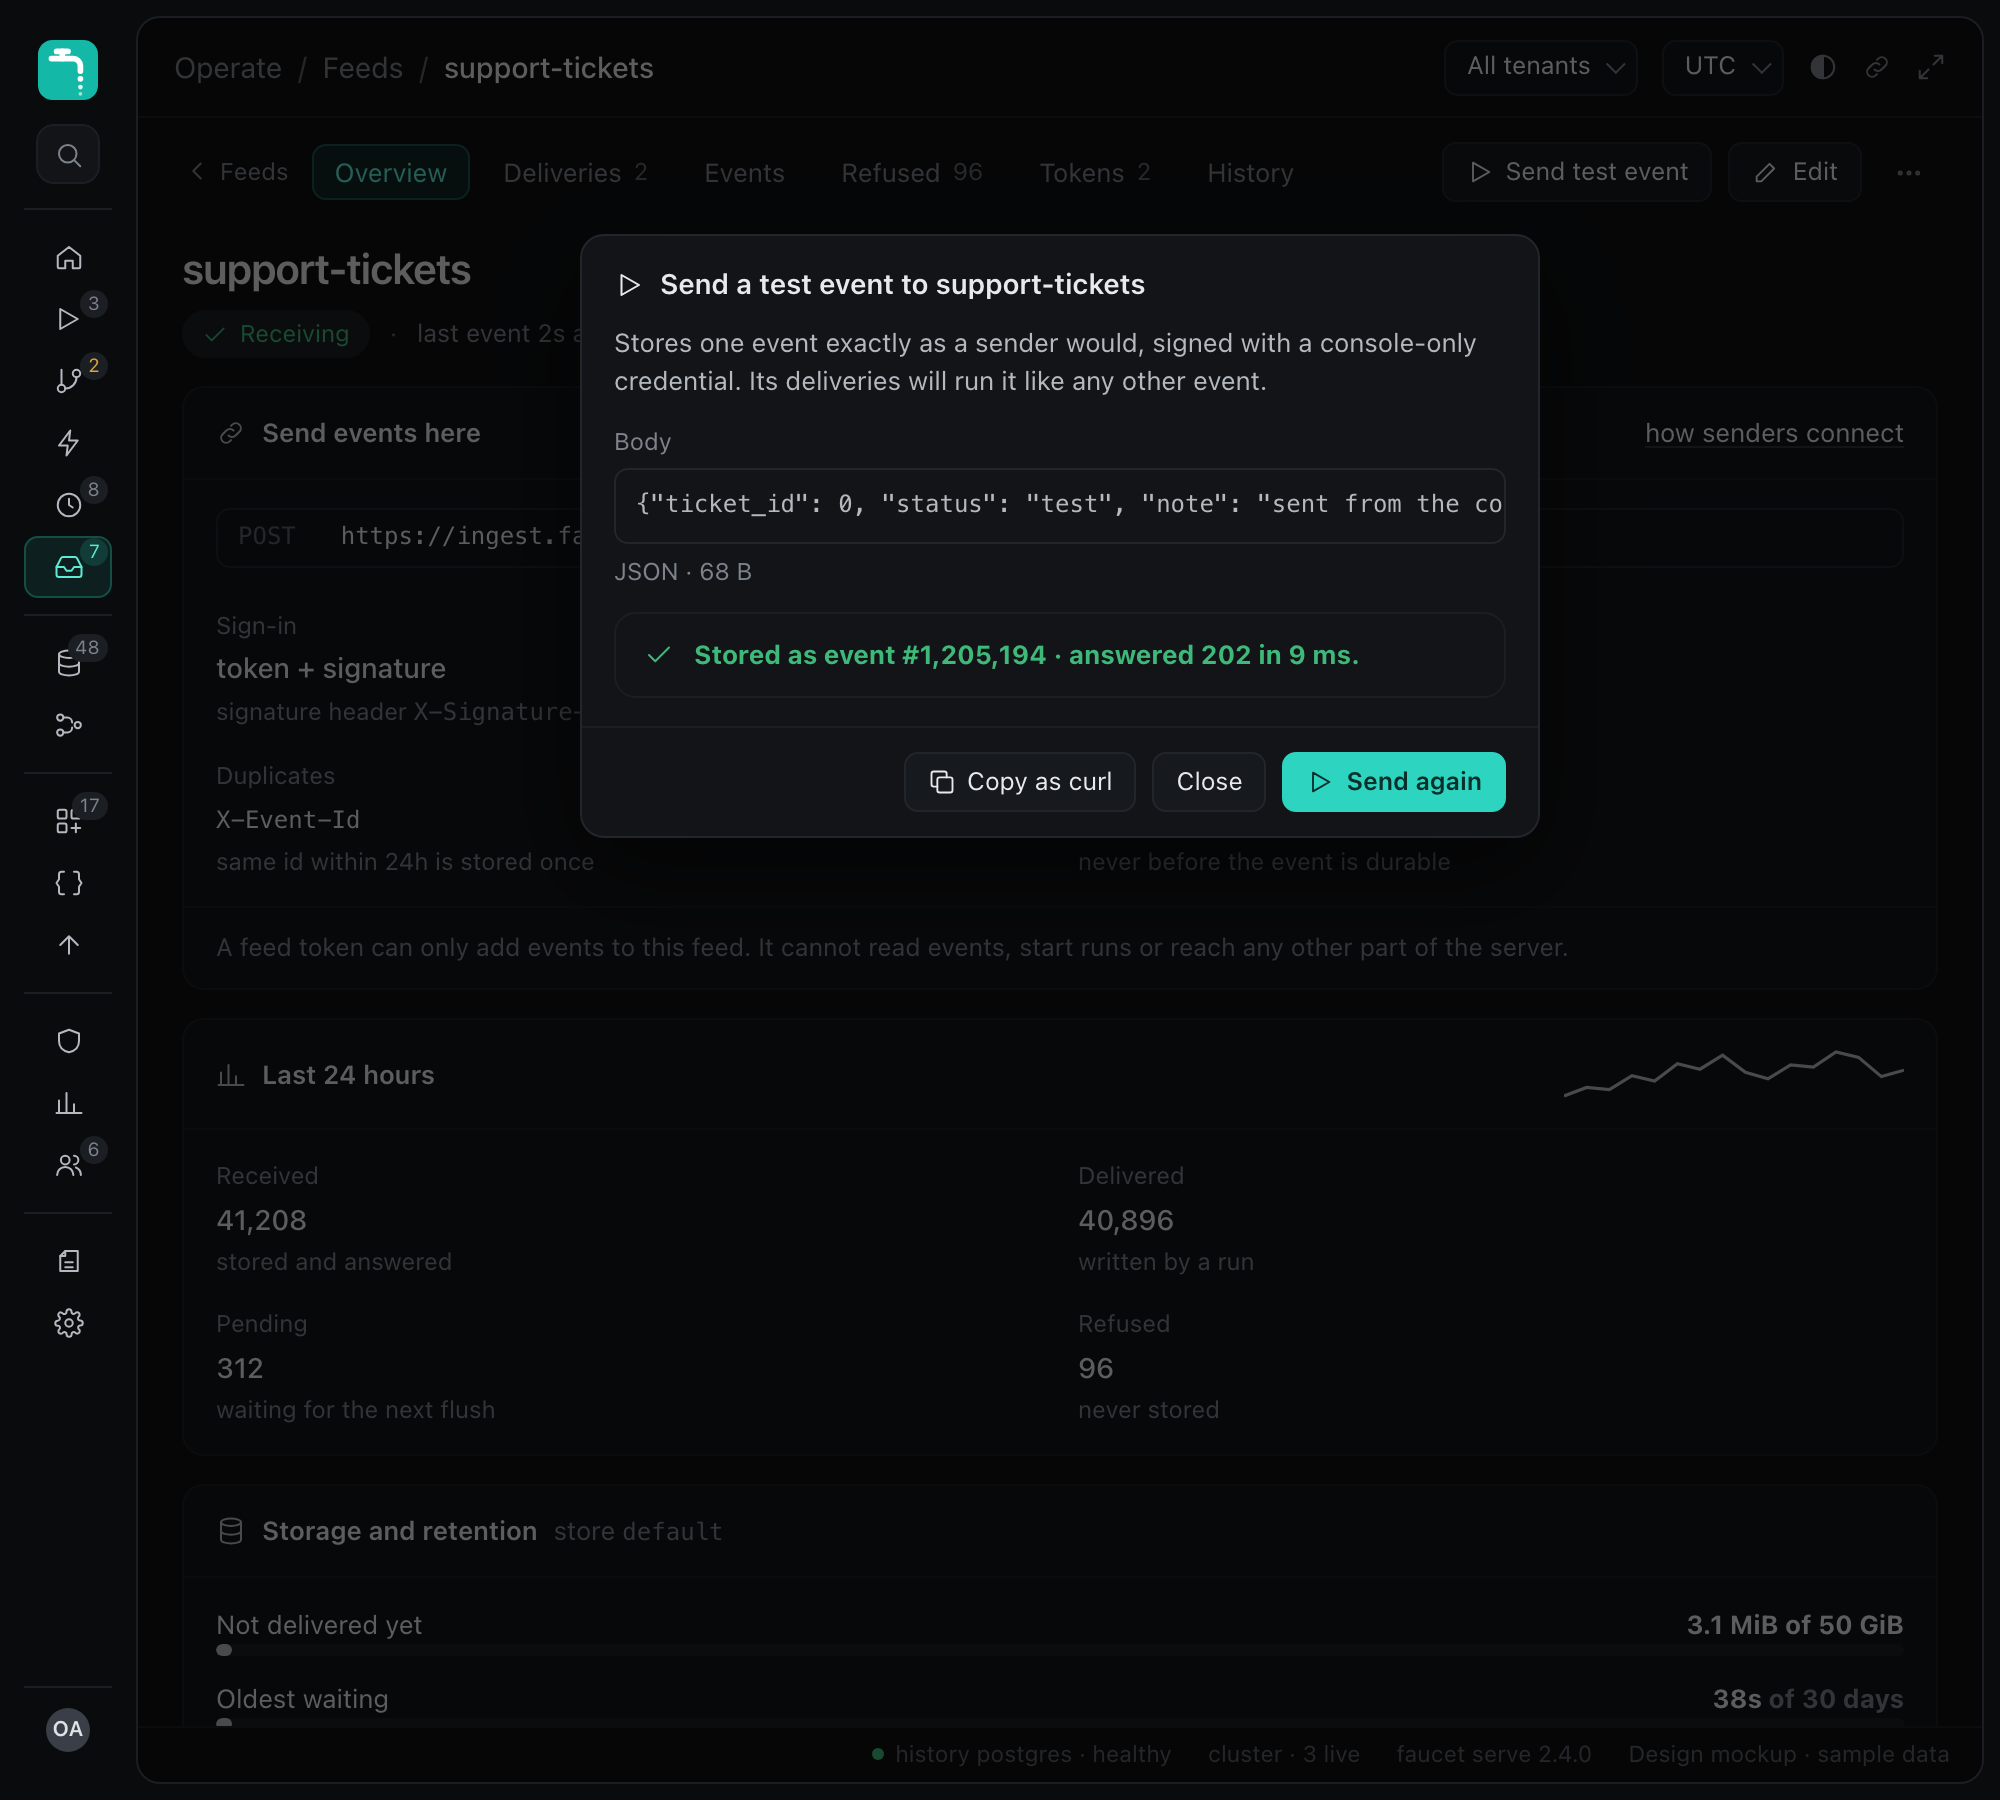 Operate / Feeds / support-tickets
All tenants
UTC
Feeds
Overview
Deliveries 2
Events
Refused 96
Tokens 2
History
Send test event
Edit
3
2
8
7
48
17
6
OA
support-tickets
Receiving · last event 2s a
Send events here
how senders connect
POST https://ingest.fa
Sign-in
token + signature
signature header X-Signature-
Duplicates
X-Event-Id
same id within 24h is stored once
never before the event is durable
A feed token can only add events to this feed. It cannot read events, start runs or reach any other part of the server.
Send a test event to support-tickets
Stores one event exactly as a sender would, signed with a console-only
credential. Its deliveries will run it like any other event.
Body
{"ticket_id": 0, "status": "test", "note": "sent from the co
JSON · 68 B
Stored as event #1,205,194 · answered 202 in 9 ms.
Copy as curl
Close
Send again
Last 24 hours
Received
41,208
stored and answered
Delivered
40,896
written by a run
Pending
312
waiting for the next flush
Refused
96
never stored
Storage and retention store default
Not delivered yet
3.1 MiB of 50 GiB
Oldest waiting
38s of 30 days
history postgres · healthy
cluster · 3 live
faucet serve 2.4.0
Design mockup · sample data